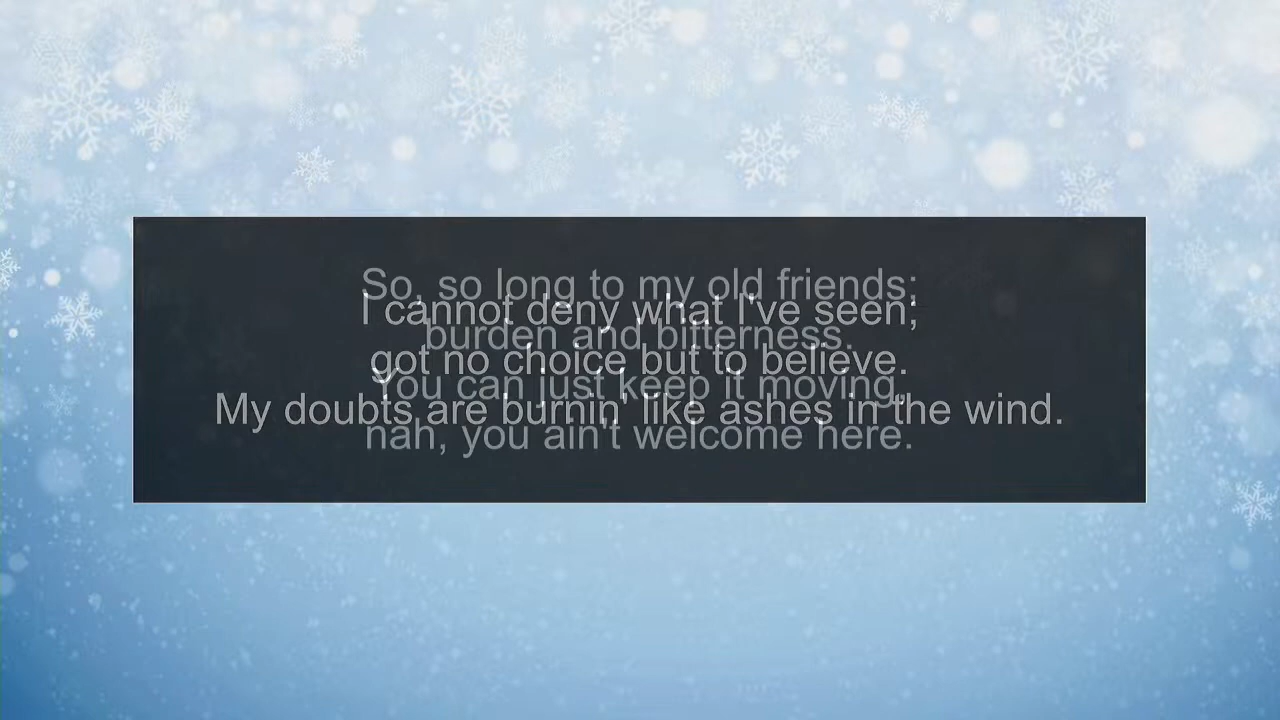 I cannot deny what I've seen;
got no choice but to believe.
My doubts are burnin' like ashes in the wind.
So, so long to my old friends;
burden and bitterness.
You can just keep it moving,
nah, you ain't welcome here.